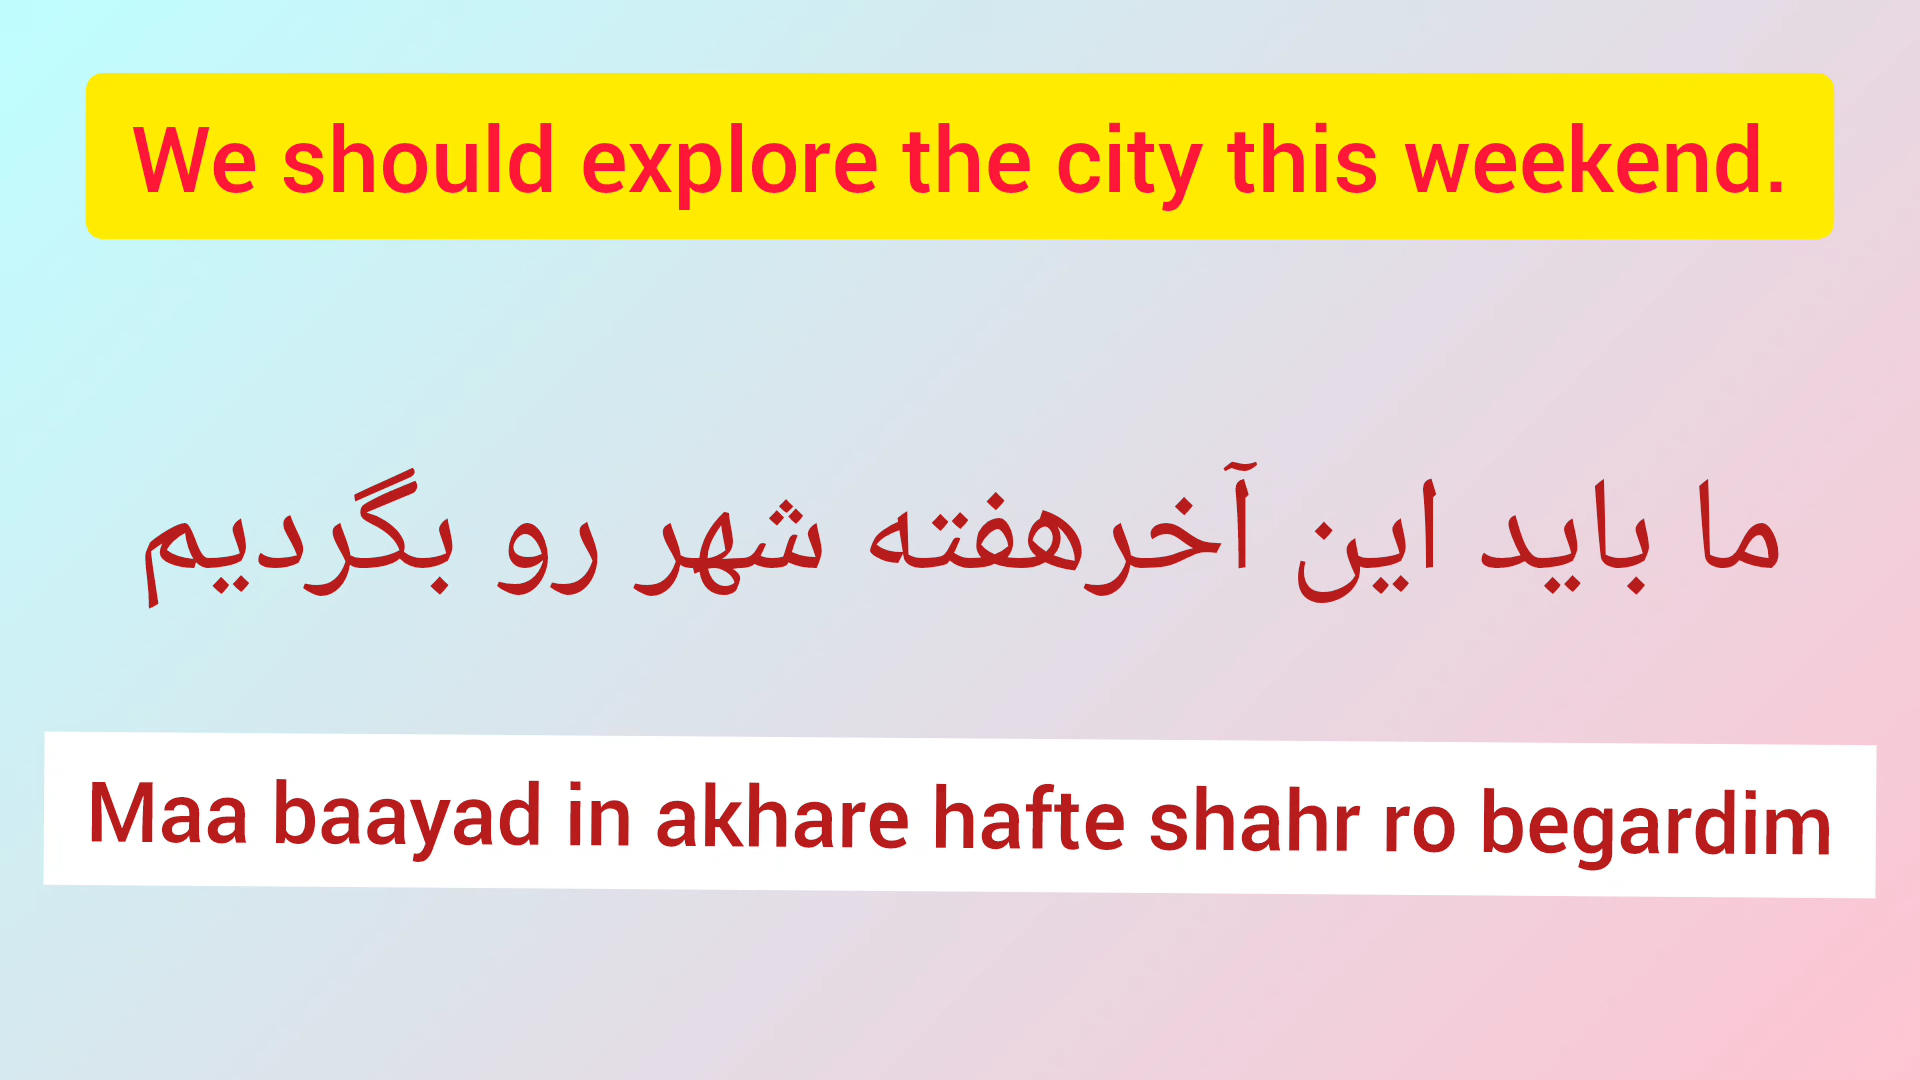 We should explore the city this weekend.
ما باید این آخرهفته شهر رو بگردیم
Maa baayad in akhare hafte shahr ro begardim